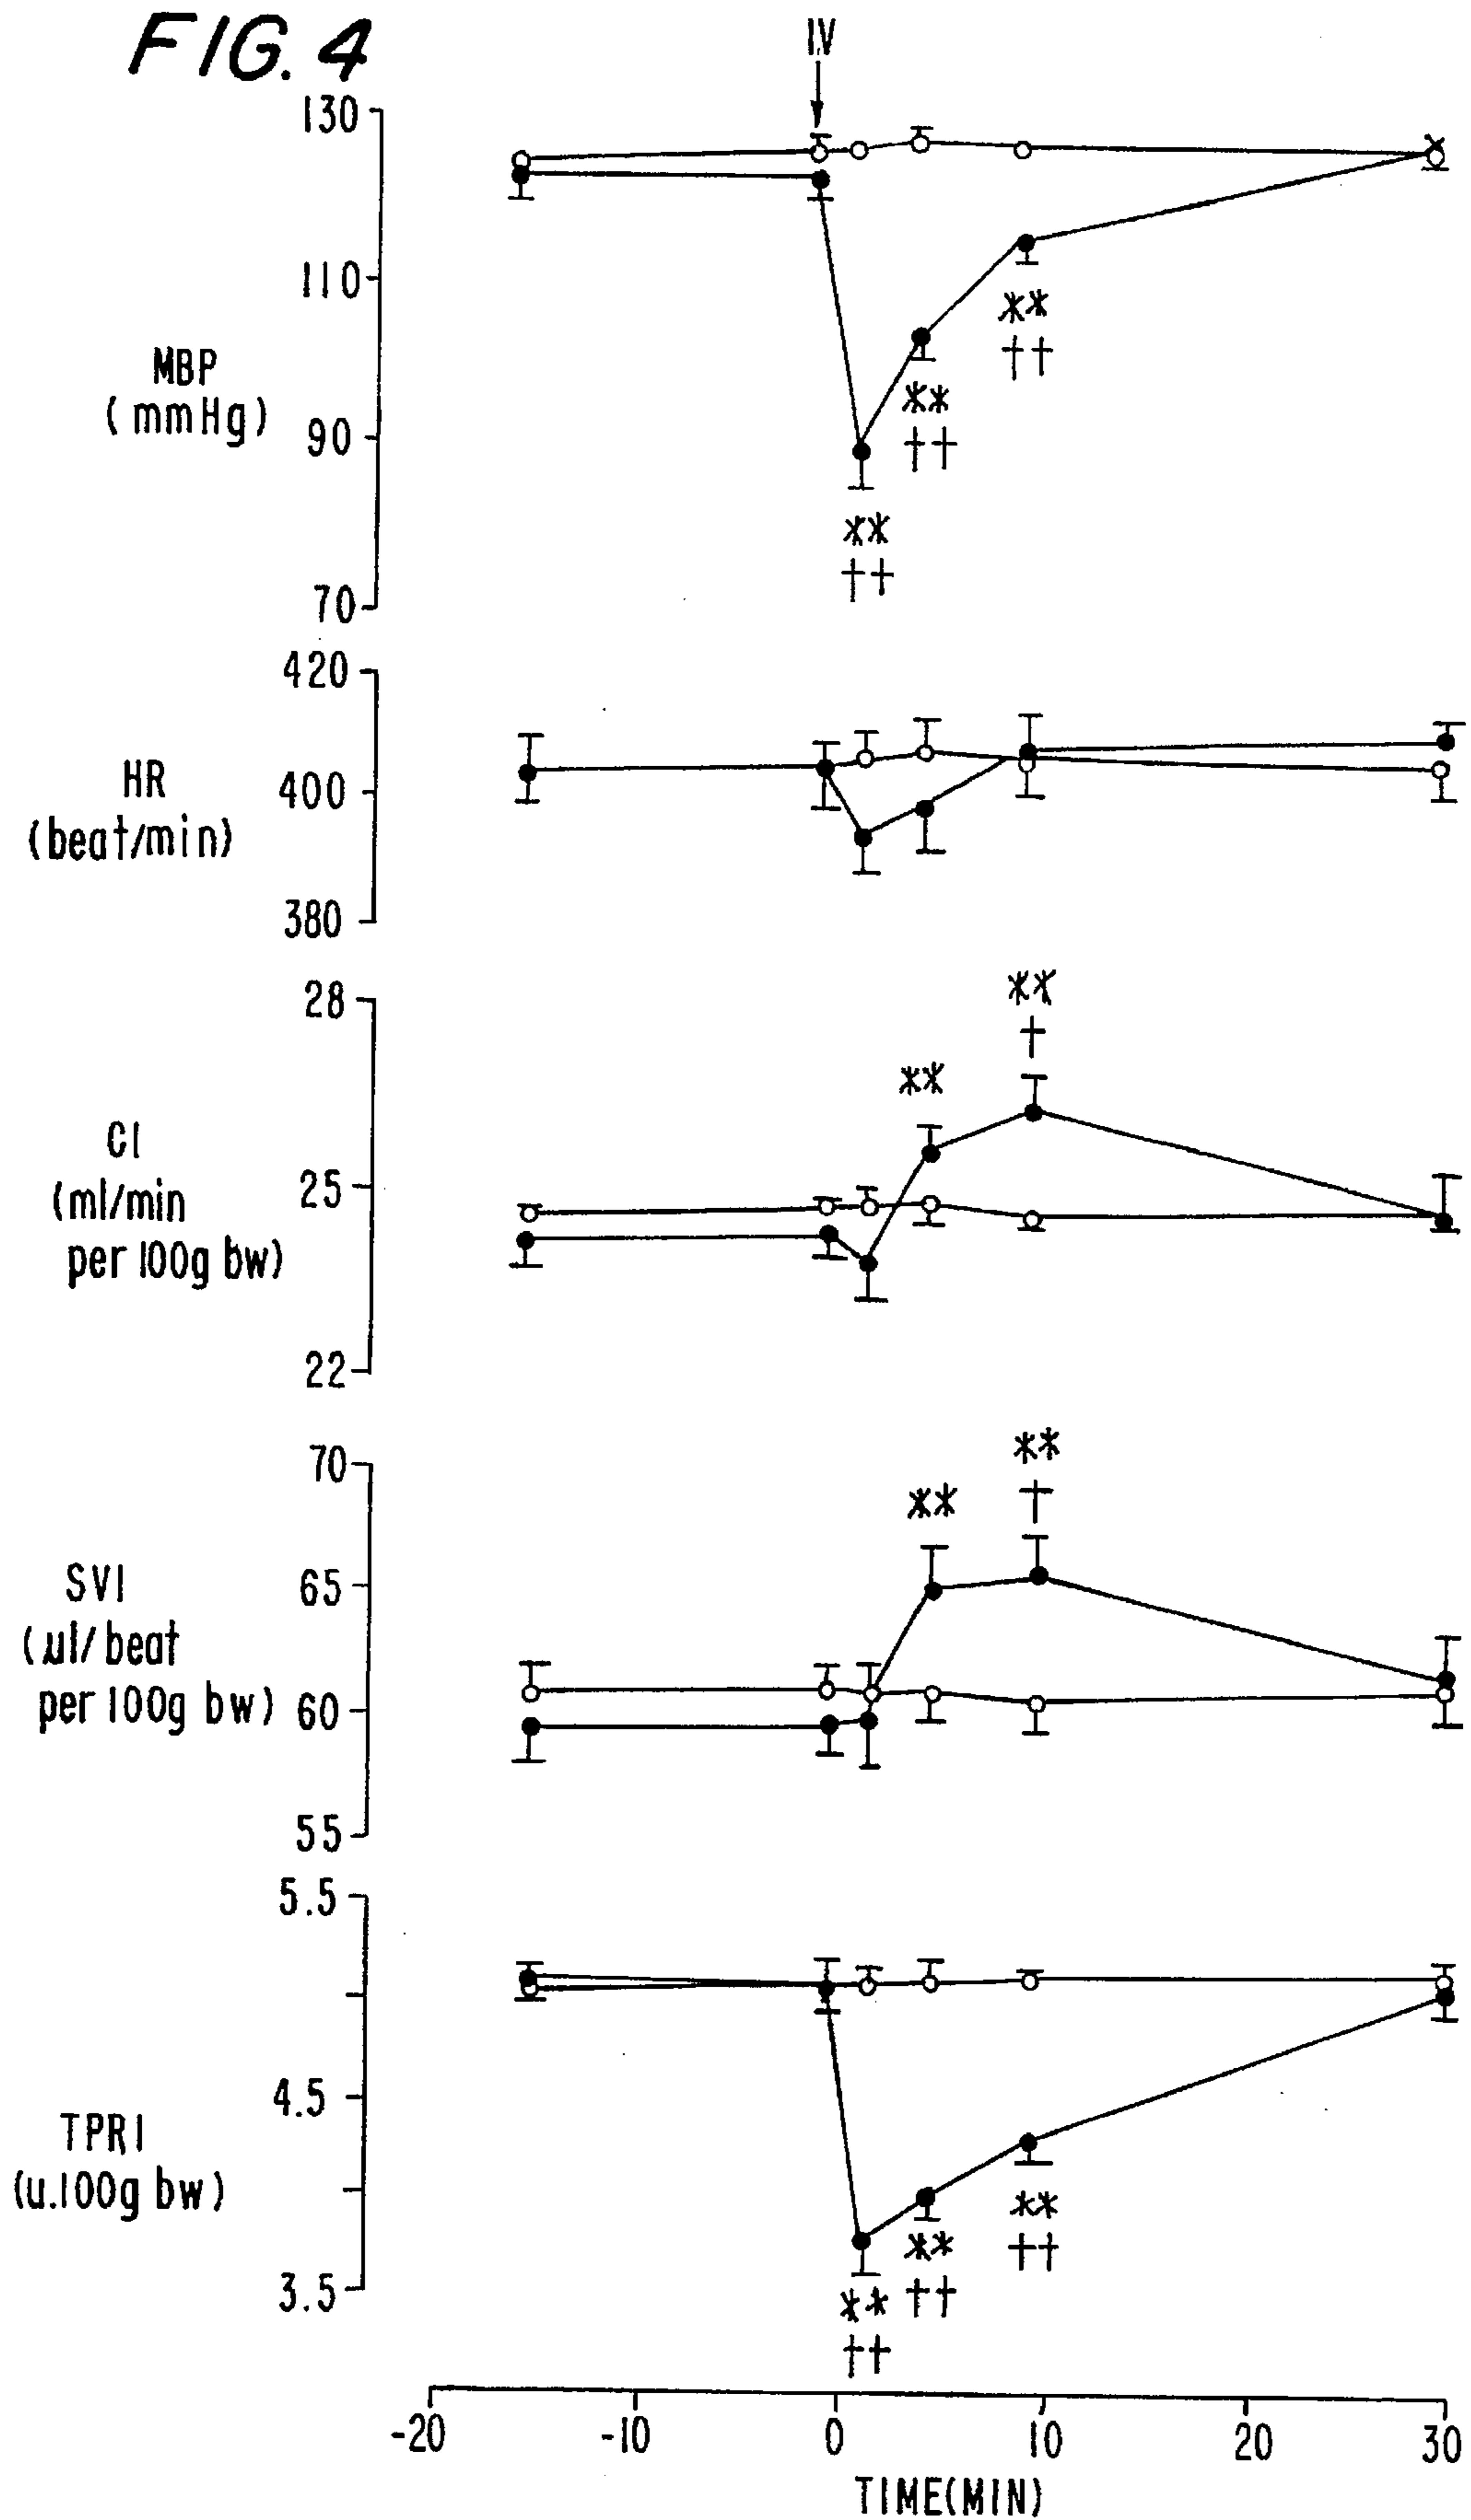 FIG. 4
IV
130
110
MBP
(mmHg)
90
70
**
††
**
††
**
††
420
HR
400
(beat/min)
380
28
CI
25
(ml/min
per 100g bw)
22
**
**
†
70
SVI
65
(µl/beat
per 100g bw)
60
55
**
**
†
5.5
4.5
TPRI
(u.100g bw)
3.5
**
††
**
††
**
††
-20
-10
0
10
20
30
TIME(MIN)